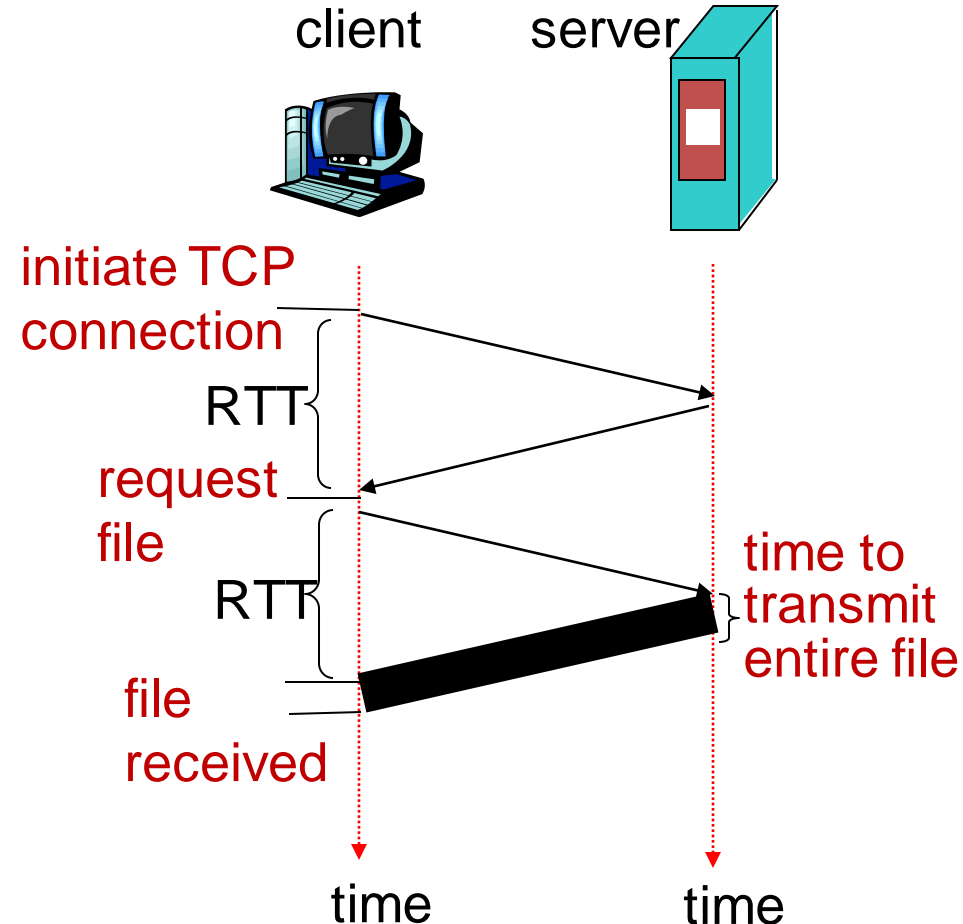 client
server
initiate TCP
connection
RTT
request
file
RTT
time to
transmit
entire file
file
received
time
time